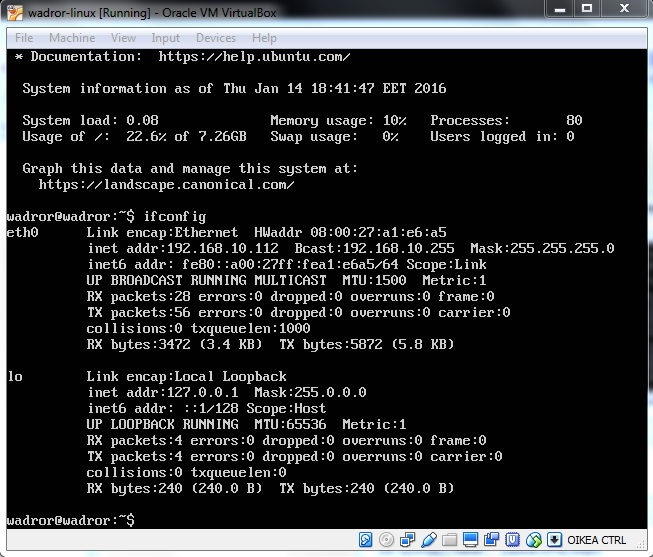 wadror-linux [Running] - Oracle VM VirtualBox
File Machine View Input Devices Help
* Documentation:  https://help.ubuntu.com/
System information as of Thu Jan 14 18:41:47 EET 2016
System load: 0.08 Memory usage: 10% Processes: 80
Usage of /: 22.6% of 7.26GB Swap usage: 0% Users logged in: 0
Graph this data and manage this system at:
https://landscape.canonical.com/
wadror@wadror:~$ ifconfig
eth0 Link encap:Ethernet HWaddr 08:00:27:a1:e6:a5
inet addr:192.168.10.112 Bcast:192.168.10.255 Mask:255.255.255.0
inet6 addr: fe80::a00:27ff:fea1:e6a5/64 Scope:Link
UP BROADCAST RUNNING MULTICAST MTU:1500 Metric:1
RX packets:28 errors:0 dropped:0 overruns:0 frame:0
TX packets:56 errors:0 dropped:0 overruns:0 carrier:0
collisions:0 txqueuelen:1000
RX bytes:3472 (3.4 KB) TX bytes:5872 (5.8 KB)
lo Link encap:Local Loopback
inet addr:127.0.0.1 Mask:255.0.0.0
inet6 addr: ::1/128 Scope:Host
UP LOOPBACK RUNNING MTU:65536 Metric:1
RX packets:4 errors:0 dropped:0 overruns:0 frame:0
TX packets:4 errors:0 dropped:0 overruns:0 carrier:0
collisions:0 txqueuelen:0
RX bytes:240 (240.0 B) TX bytes:240 (240.0 B)
wadror@wadror:~$
OIKEA CTRL